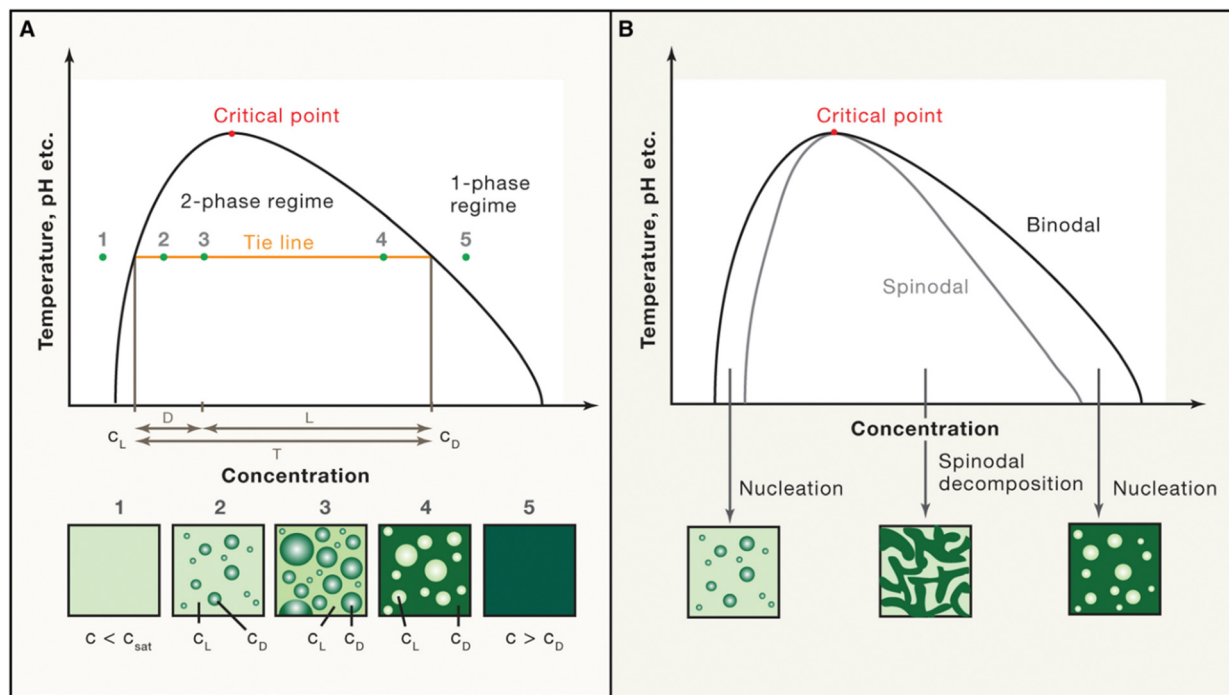 A
Temperature, pH etc.
Critical point
2-phase regime
1-phase
regime
1
2
3
Tie line
4
5
D
L
T
C_L
C_D
Concentration
1
2
3
4
5
c < c_sat
c_L
c_D
c_L
c_D
c_L
c_D
c > c_D
B
Temperature, pH etc.
Critical point
Binodal
Spinodal
Concentration
Nucleation
Spinodal
decomposition
Nucleation